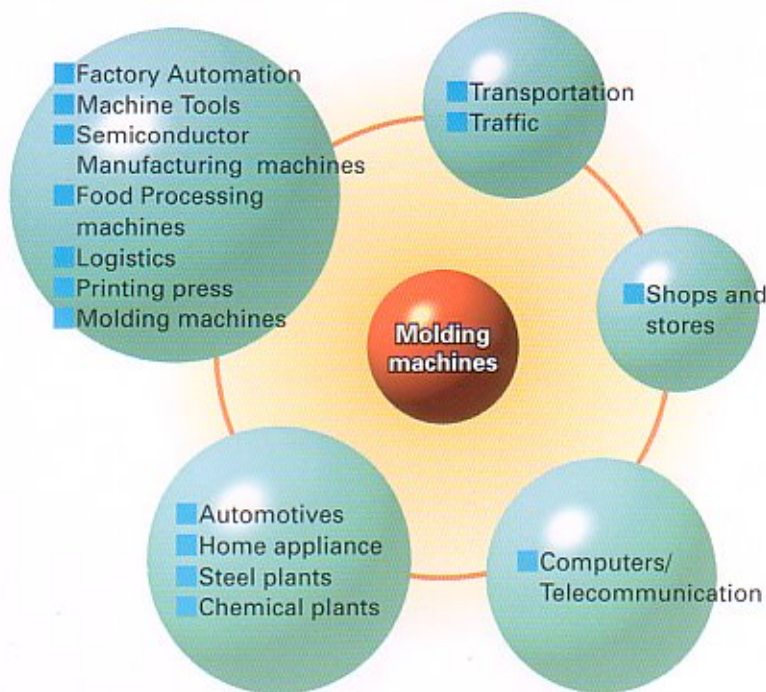 ■Factory Automation
■Machine Tools
■Semiconductor
Manufacturing machines
■Food Processing
machines
■Logistics
■Printing press
■Molding machines
■Transportation
■Traffic
■Shops and
stores
Molding
machines
■Automotives
■Home appliance
■Steel plants
■Chemical plants
■Computers/
Telecommunication